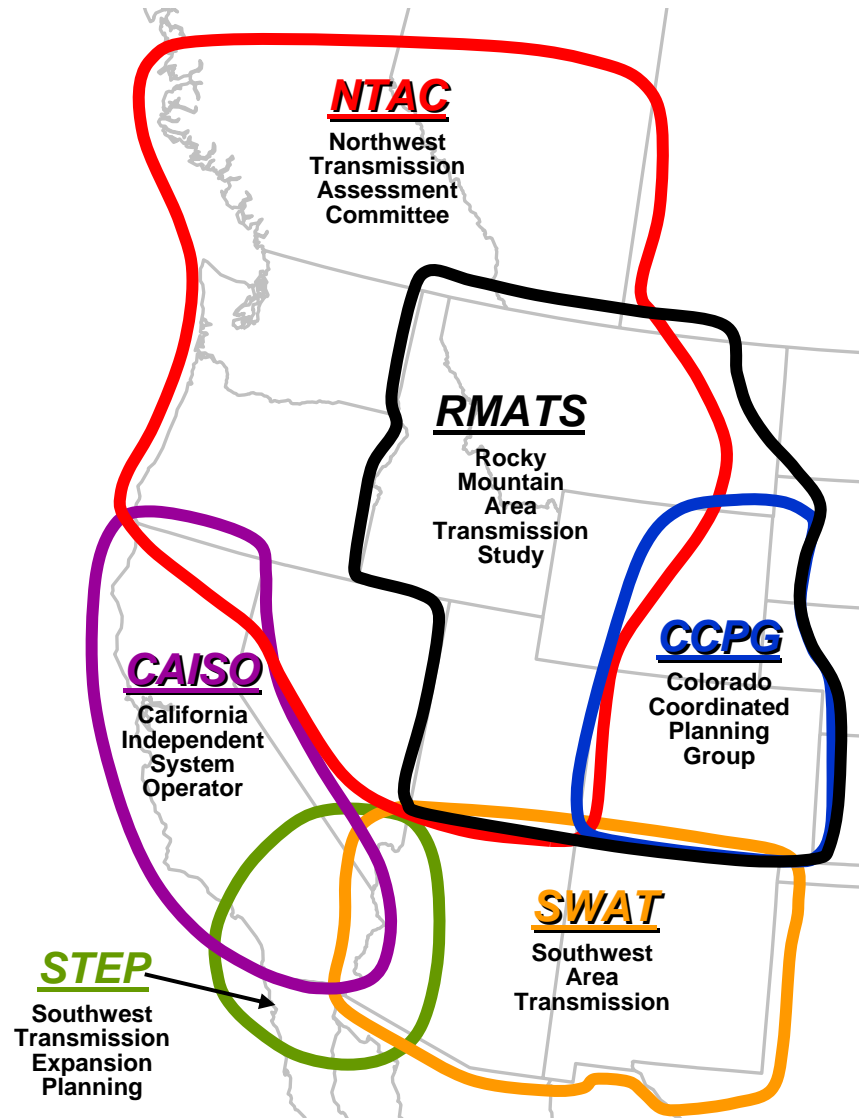 NTAC
Northwest
Transmission
Assessment
Committee
RMATS
Rocky
Mountain
Area
Transmission
Study
CCPG
Colorado
Coordinated
Planning
Group
CAISO
California
Independent
System
Operator
SWAT
Southwest
Area
Transmission
STEP
Southwest
Transmission
Expansion
Planning